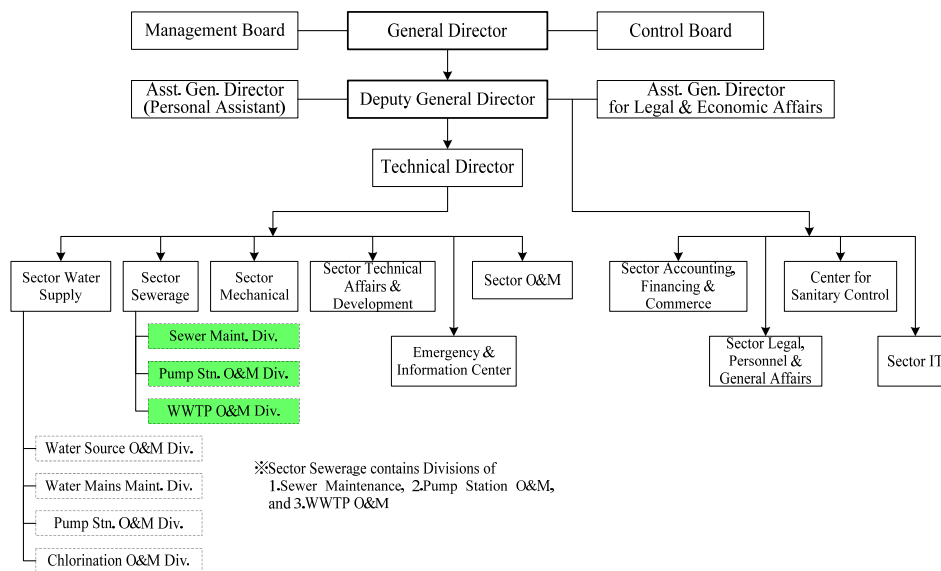 Management Board
General Director
Control Board
Asst. Gen. Director
(Personal Assistant)
Deputy General Director
Asst. Gen. Director
for Legal & Economic Affairs
Technical Director
Sector Water
Supply
Sector
Sewerage
Sector
Mechanical
Sector Technical
Affairs &
Development
Sector O&M
Sector Accounting,
Financing &
Commerce
Center for
Sanitary Control
Sewer Maint. Div.
Pump Stn. O&M Div.
WWTP O&M Div.
Emergency &
Information Center
Sector Legal,
Personnel &
General Affairs
Sector IT
Water Source O&M Div.
Water Mains Maint. Div.
Pump Stn. O&M Div.
Chlorination O&M Div.
※Sector Sewerage contains Divisions of
1.Sewer Maintenance, 2.Pump Station O&M,
and 3.WWTP O&M